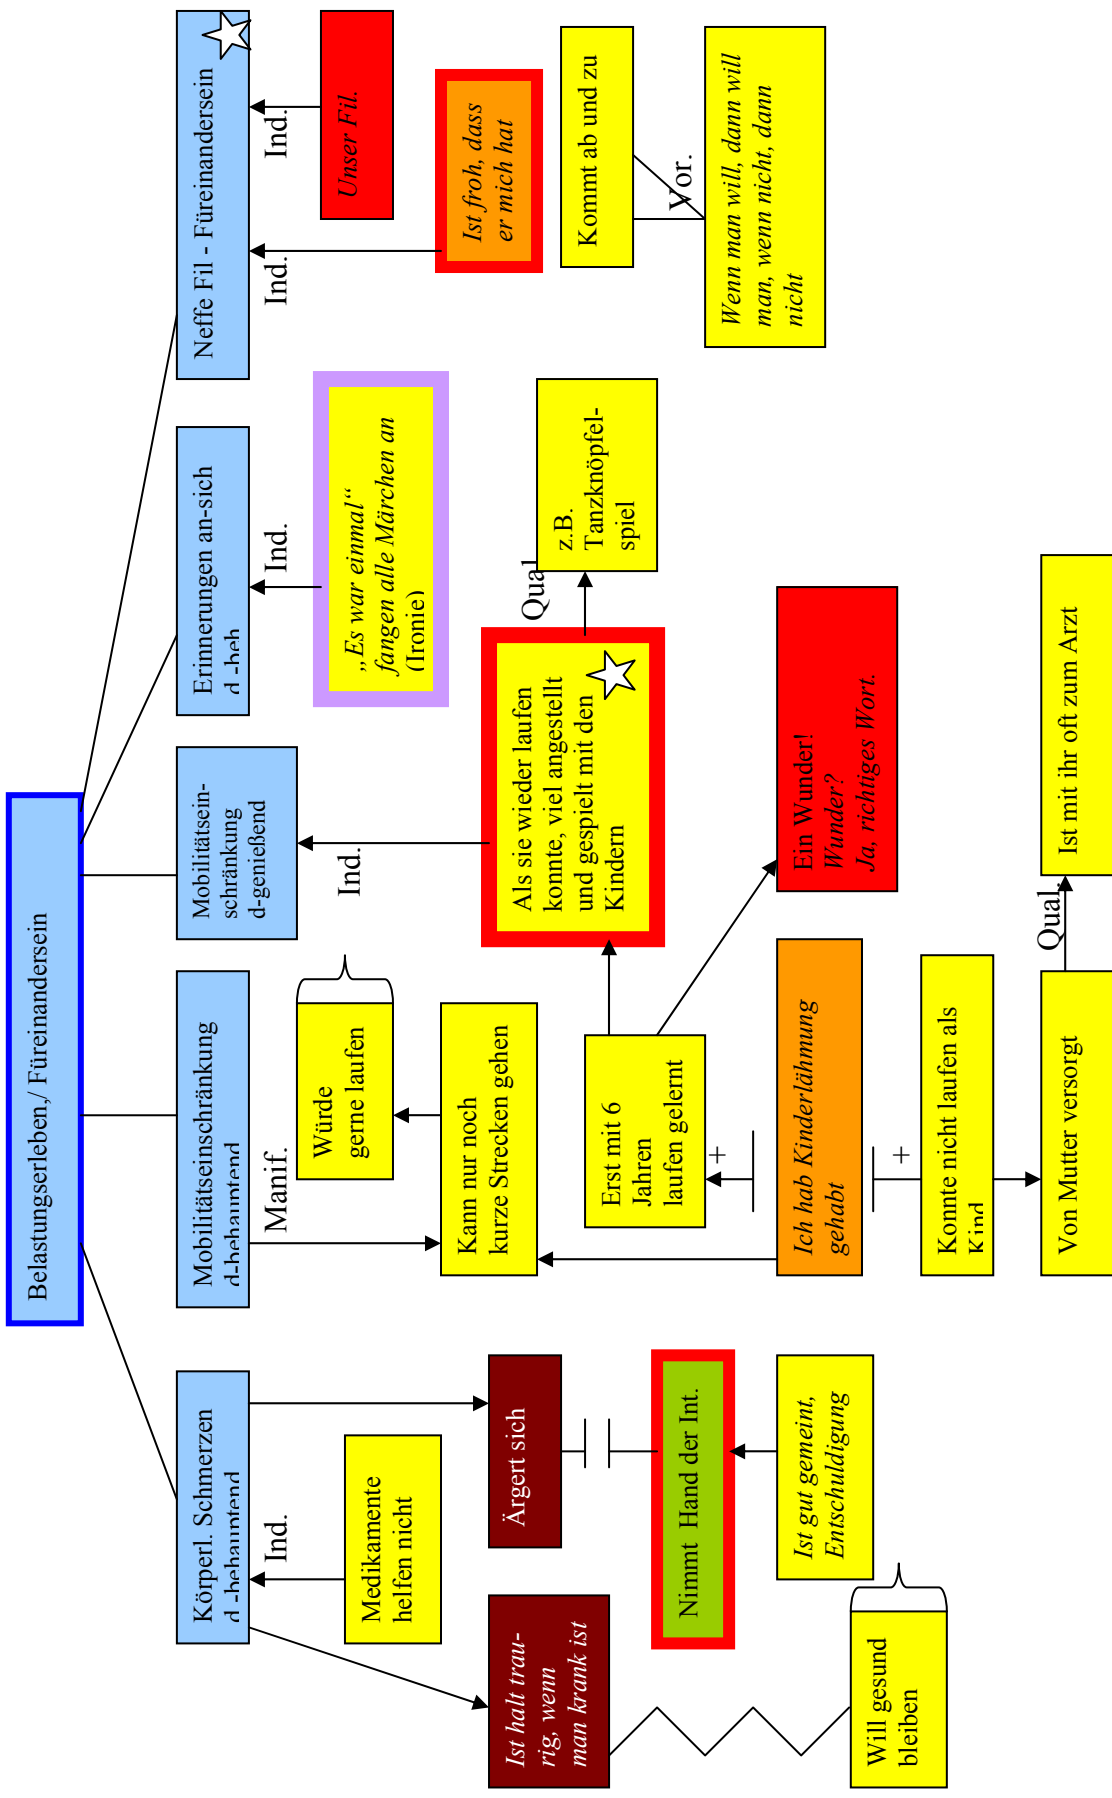 Belastungserleben,/ Füreinandersein
Körperl. Schmerzen
Mobilitätseinschränkung
Mobilitätsein-
schränkung
d-genießend
Erinnerungen an-sich
Neffe Fil - Füreinandersein
Ind.
Medikamente
helfen nicht
Ist halt trau-
rig, wenn
man krank ist
Will gesund
bleiben
Ärgert sich
Nimmt Hand der Int.
Ist gut gemeint,
Entschuldigung
Manif.
Würde
gerne laufen
Kann nur noch
kurze Strecken gehen
Erst mit 6
Jahren
laufen gelernt
+
Ich hab Kinderlähmung
gehabt
+
Konnte nicht laufen als
Kind
Von Mutter versorgt
Qual.
Ist mit ihr oft zum Arzt
Ind.
Als sie wieder laufen
konnte, viel angestellt
und gespielt mit den
Kindern
Qual
z.B.
Tanzknöpfel-
spiel
Ein Wunder!
Wunder?
Ja, richtiges Wort.
Ind.
„Es war einmal“
fangen alle Märchen an
(Ironie)
Ind.
Ist froh, dass
er mich hat
Ind.
Unser Fil.
Kommt ab und zu
Vor.
Wenn man will, dann will
man, wenn nicht, dann
nicht